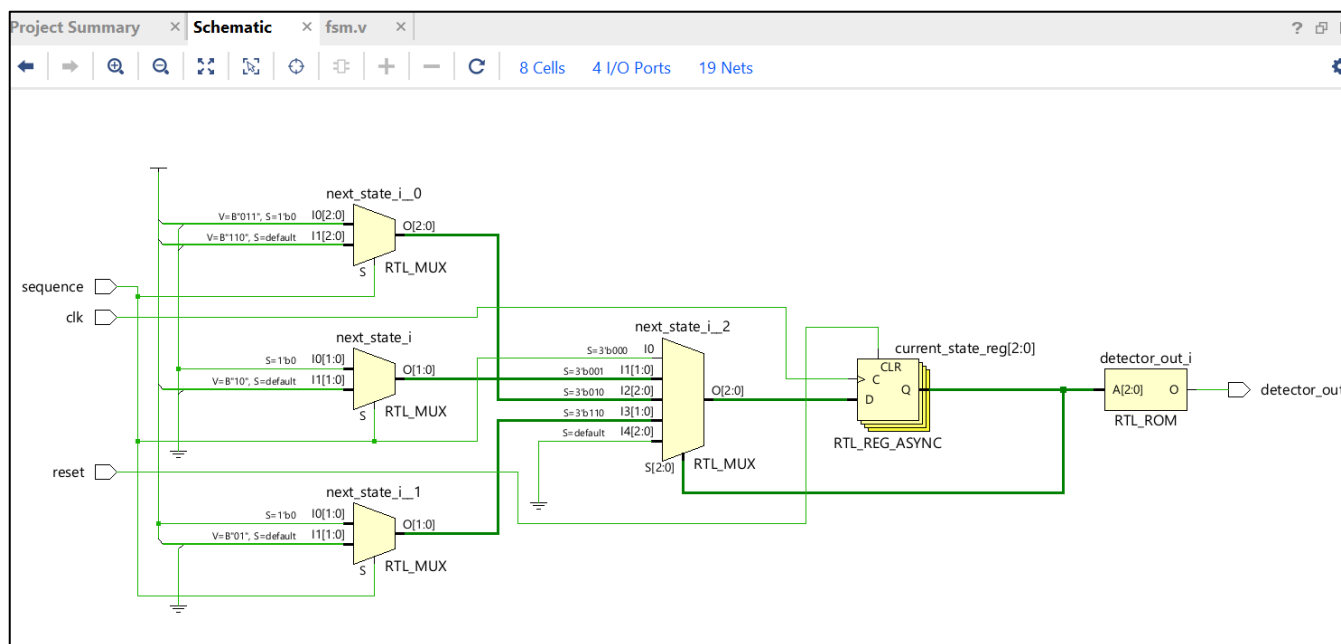 Project Summary × Schematic × fsm.v × ?
8 Cells 4 I/O Ports 19 Nets
next_state_i__0
V=B"011", S=1'b0 I0[2:0]
V=B"110", S=default I1[2:0]
O[2:0]
S RTL_MUX
sequence
clk
next_state_i
S=1'b0 I0[1:0]
V=B"10", S=default I1[1:0]
O[1:0]
S RTL_MUX
next_state_i__2
S=3'b000 I0
S=3'b001 I1[1:0]
S=3'b010 I2[2:0]
S=3'b110 I3[1:0]
S=default I4[2:0]
O[2:0]
S[2:0] RTL_MUX
current_state_reg[2:0]
CLR
C
D
Q
RTL_REG_ASYNC
detector_out_i
A[2:0] O
RTL_ROM
detector_out
reset
next_state_i__1
S=1'b0 I0[1:0]
V=B"01", S=default I1[1:0]
O[1:0]
S RTL_MUX